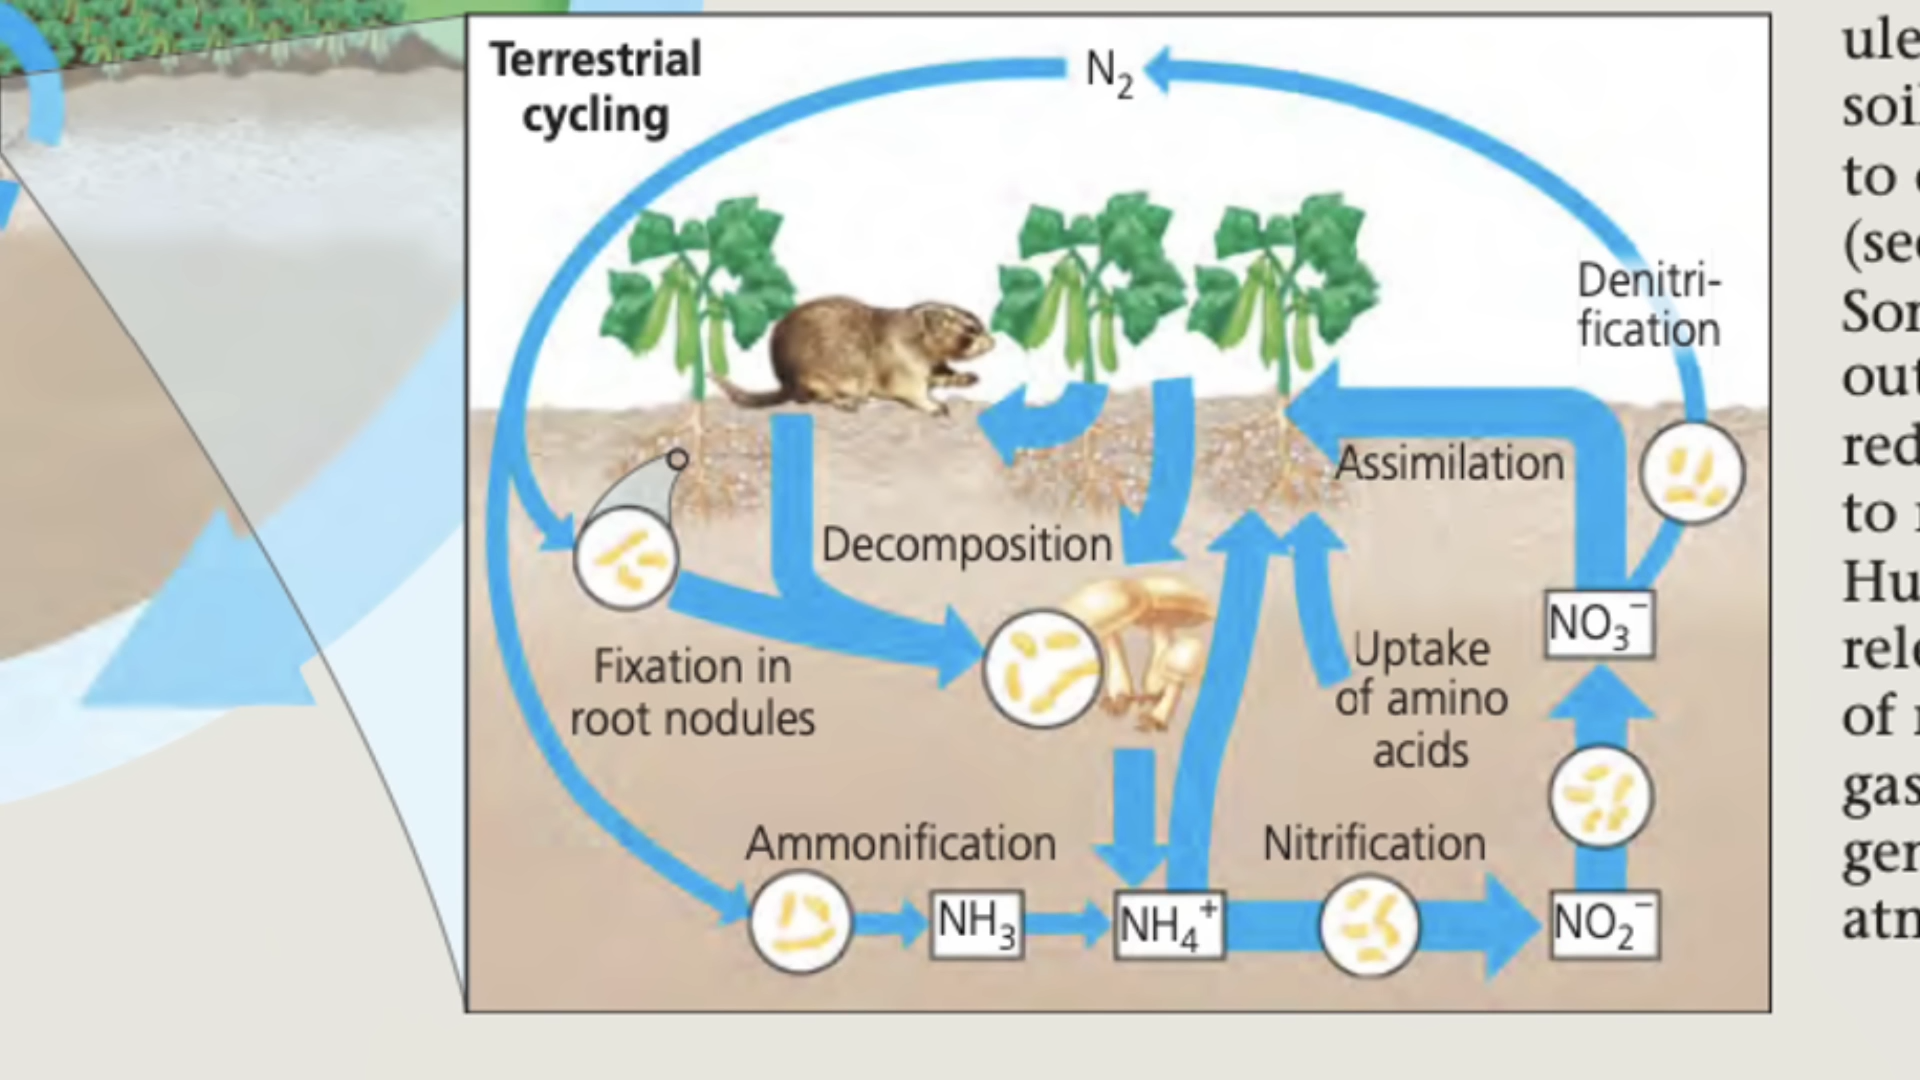 Terrestrial
cycling
N₂
Denitri-
fication
Assimilation
Decomposition
Fixation in
root nodules
Uptake
of amino
acids
NO₃⁻
Ammonification
Nitrification
NH₃
NH₄⁺
NO₂⁻
ule
soi
to
(se
Sor
out
red
to
Hu
rel
of
gas
ger
atn